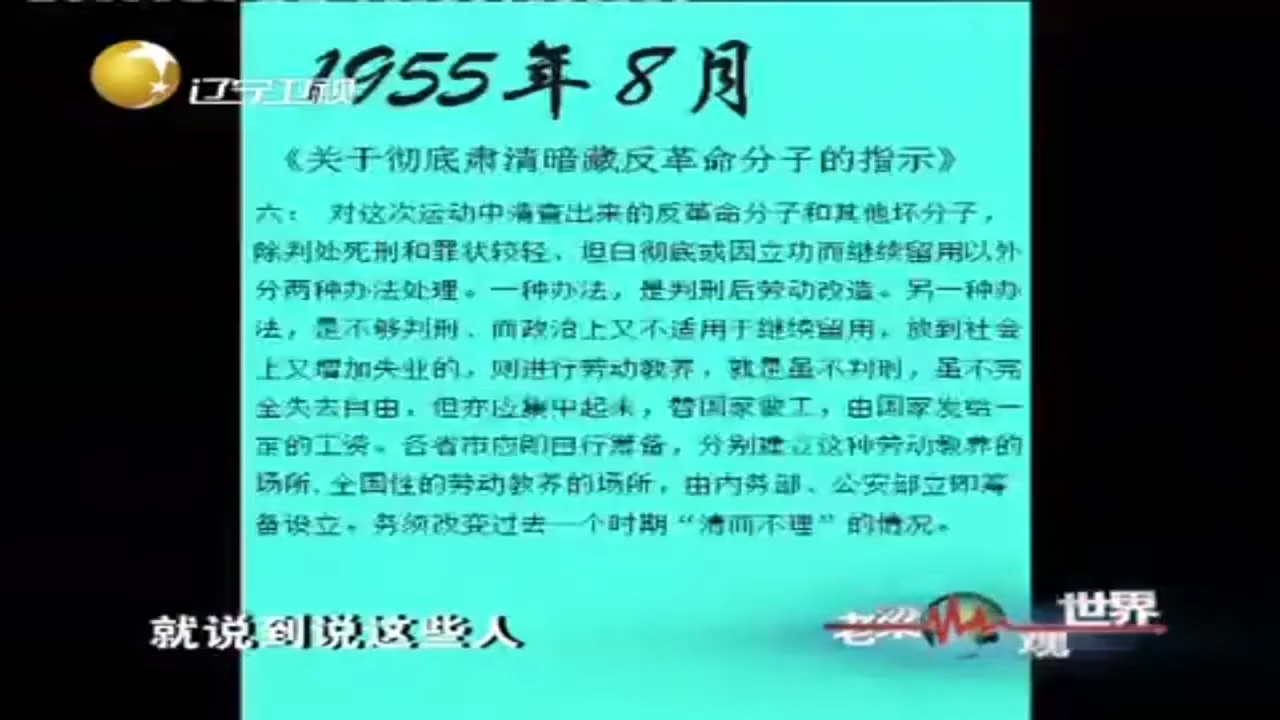 辽宁卫视
1955年8月
《关于彻底肃清暗藏反革命分子的指示》
六： 对这次运动中清查出来的反革命分子和其他坏分子，
除判处死刑和罪状较轻、坦白彻底或因立功而继续留用以外
分两种办法处理。一种办法，是判刑后劳动改造。另一种办
法，是不够判刑、而政治上又不适用于继续留用，放到社会
上又增加失业的，则进行劳动教养，就是虽不判刑，虽不完
全失去自由，但亦应集中起来，替国家做工，由国家发给一
定的工资。各省市应即自行筹备，分别建立这种劳动教养的
场所、全国性的劳动教养的场所，由内务部、公安部立即筹
备设立。务须改变过去一个时期“清而不理”的情况。
就说到说这些人
老梁观世界